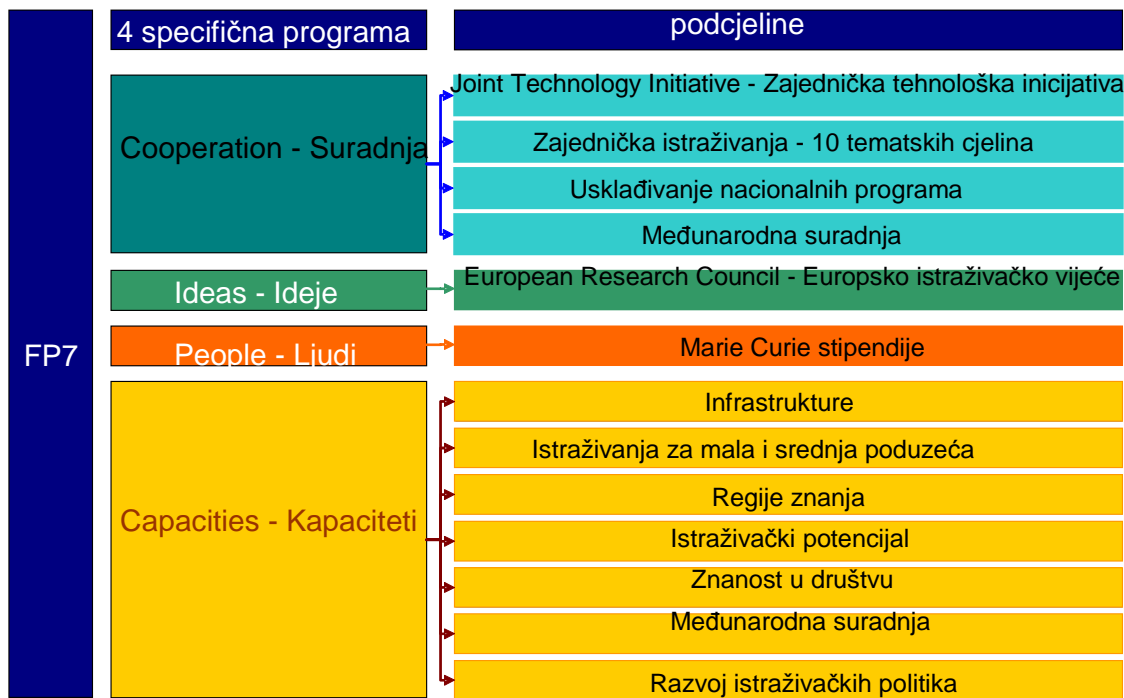 4 specifična programa
podcjeline
FP7
Cooperation - Suradnja
Joint Technology Initiative - Zajednička tehnološka inicijativa
Zajednička istraživanja - 10 tematskih cjelina
Usklađivanje nacionalnih programa
Međunarodna suradnja
Ideas - Ideje
European Research Council - Europsko istraživačko vijeće
People - Ljudi
Marie Curie stipendije
Capacities - Kapaciteti
Infrastrukture
Istraživanja za mala i srednja poduzeća
Regije znanja
Istraživački potencijal
Znanost u društvu
Međunarodna suradnja
Razvoj istraživačkih politika